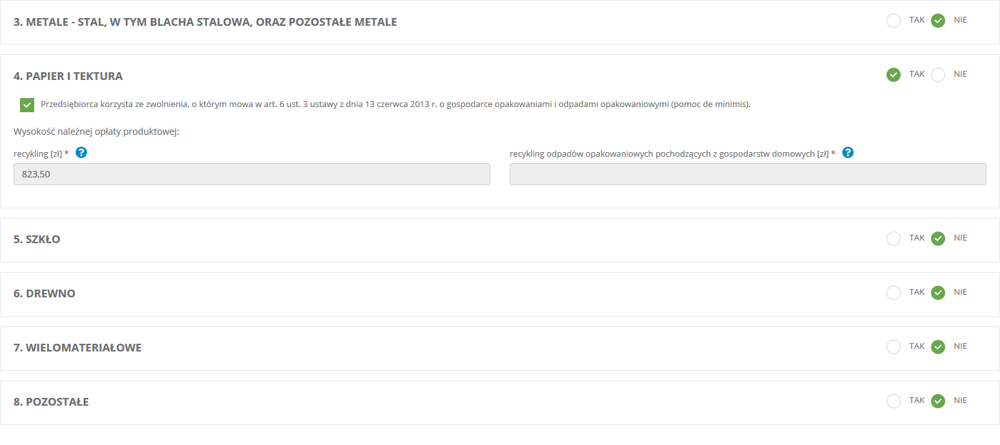 3. METALE - STAL, W TYM BLACHA STALOWA, ORAZ POZOSTAŁE METALE TAK NIE
4. PAPIER I TEKTURA TAK NIE
Przedsiębiorca korzysta ze zwolnienia, o którym mowa w art. 6 ust. 3 ustawy z dnia 13 czerwca 2013 r. o gospodarce opakowaniami i odpadami opakowaniowymi (pomoc de minimis).
Wysokość należnej opłaty produktowej:
recykling [zł] * ? recykling odpadów opakowaniowych pochodzących z gospodarstw domowych [zł] * ?
823,50
5. SZKŁO TAK NIE
6. DREWNO TAK NIE
7. WIELOMATERIAŁOWE TAK NIE
8. POZOSTAŁE TAK NIE